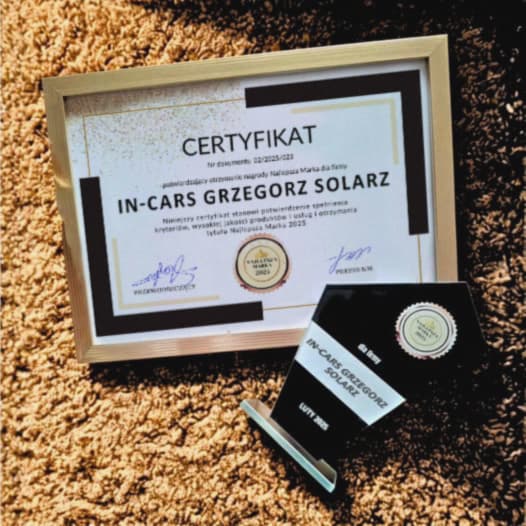 CERTYFIKAT
Nr dokumentu 02/2025/023
potwierdzający otrzymanie nagrody Najlepsza Marka dla firmy
IN-CARS GRZEGORZ SOLARZ
Niniejszy certyfikat stanowi potwierdzenie spełnienia
kryteriów, wysokiej jakości produktów i usług i otrzymania
tytułu Najlepsza Marka 2025
NAJLEPSZA
MARKA
2025
PRZEWODNICZĄCY
PREZES
dla firmy
IN-CARS GRZEGORZ
SOLARZ
LUTY 2025